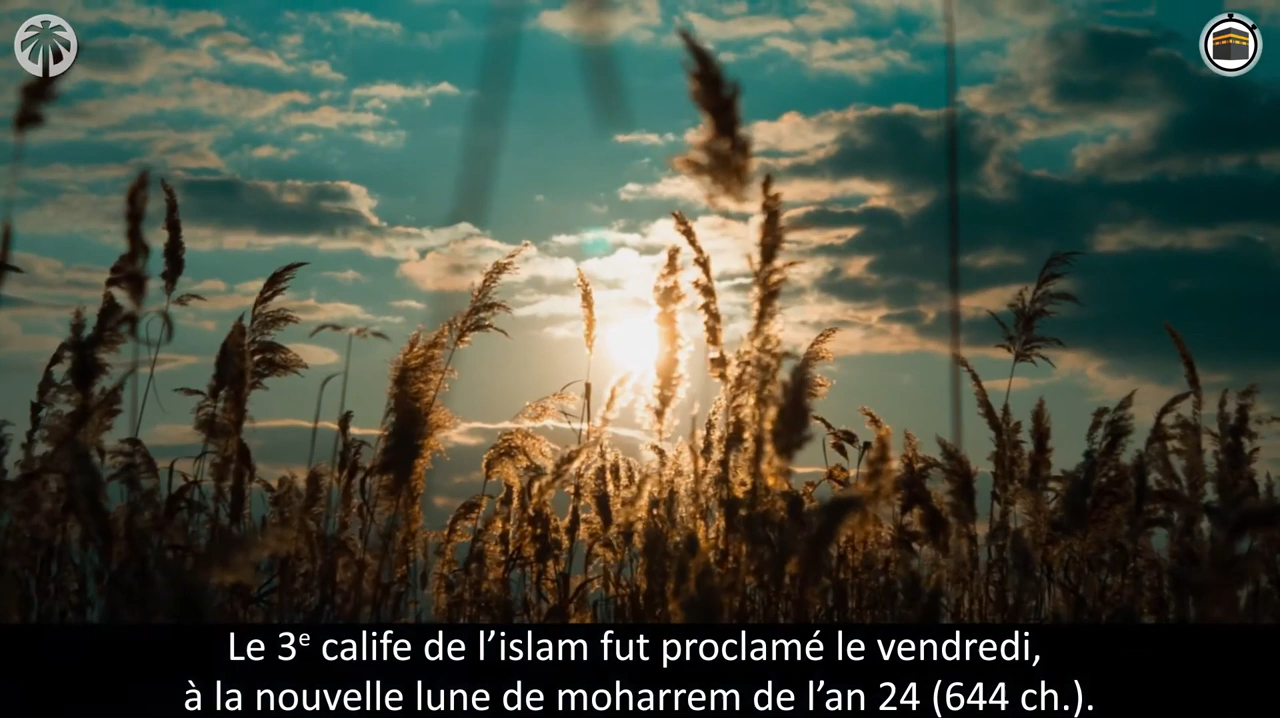 Le 3ᵉ calife de l’islam fut proclamé le vendredi,
à la nouvelle lune de moharrem de l’an 24 (644 ch.).